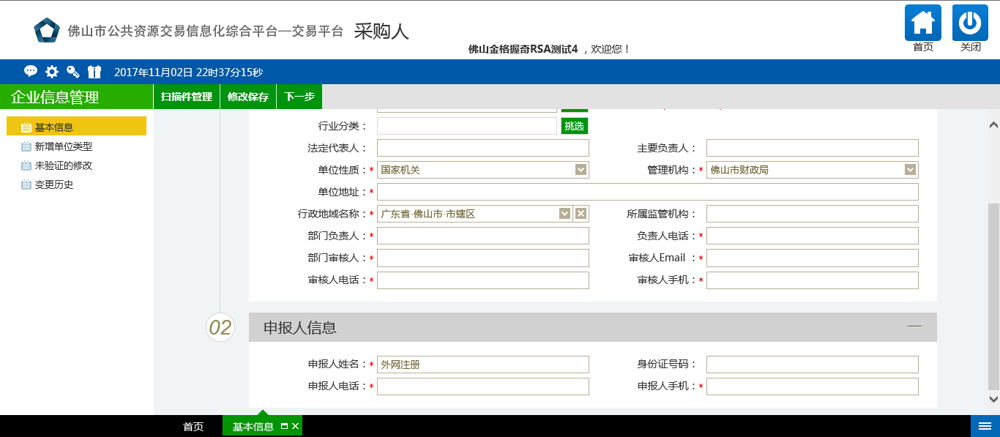 佛山市公共资源交易信息化综合平台—交易平台 采购人
佛山金格握奇RSA测试4 ，欢迎您！
首页 关闭
2017年11月02日 22时37分15秒
企业信息管理 扫描件管理 修改保存 下一步
基本信息
新增单位类型
未验证的修改
变更历史
行业分类： 挑选
法定代表人： 主要负责人：
单位性质：* 国家机关 管理机构：* 佛山市财政局
单位地址：*
行政地域名称：* 广东省·佛山市·市辖区 所属监管机构：
部门负责人：* 负责人电话：*
部门审核人：* 审核人Email ：*
审核人电话：* 审核人手机：*
02 申报人信息
申报人姓名：* 外网注册 身份证号码：
申报人电话：* 申报人手机：*
首页 基本信息